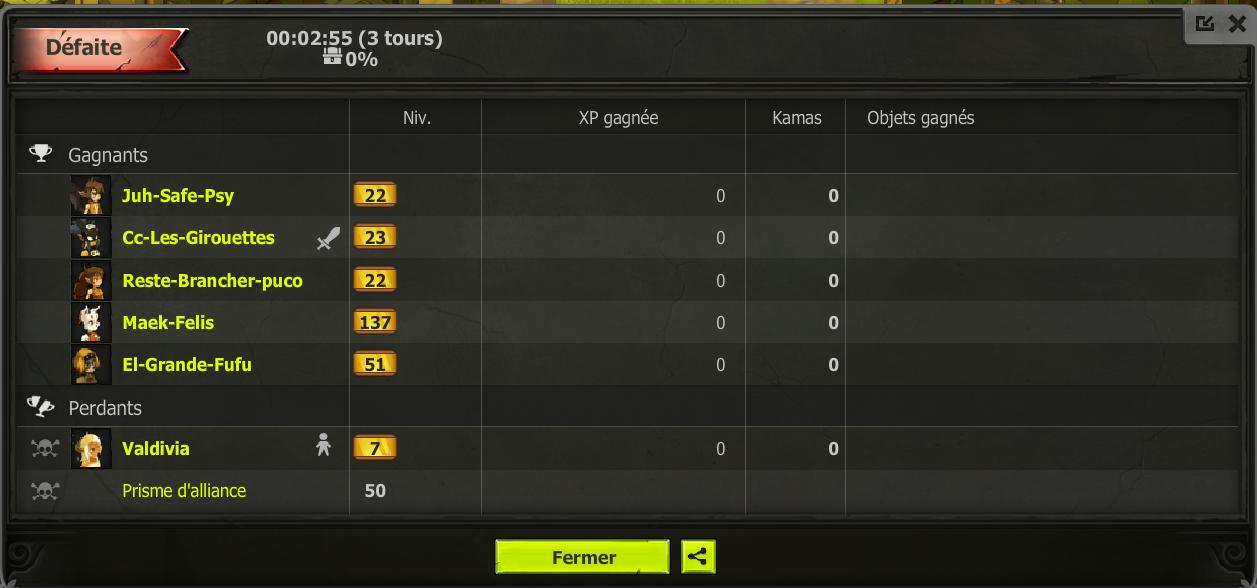 Défaite
00:02:55 (3 tours)
0%
Niv. XP gagnée Kamas Objets gagnés
Gagnants
Juh-Safe-Psy 22 0 0
Cc-Les-Girouettes 23 0 0
Reste-Brancher-puco 22 0 0
Maek-Felis 137 0 0
El-Grande-Fufu 51 0 0
Perdants
Valdivia 7 0 0
Prisme d'alliance 50
Fermer